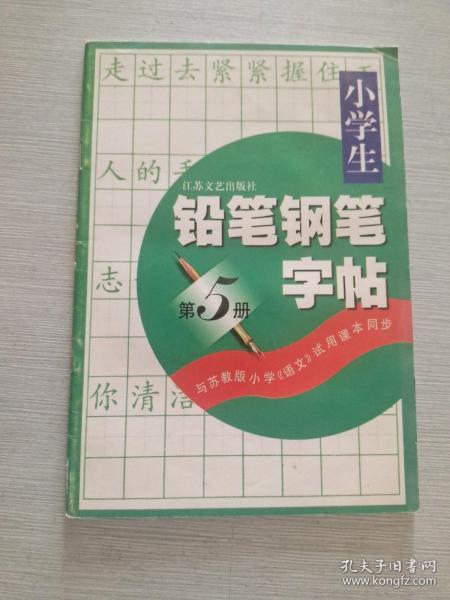 走过去紧紧握住
小学生
人的手
江苏文艺出版社
铅笔钢笔
字帖
第5册
志
与苏教版小学《语文》试用课本同步
你清洁
孔夫子旧书网
www.kongfz.com